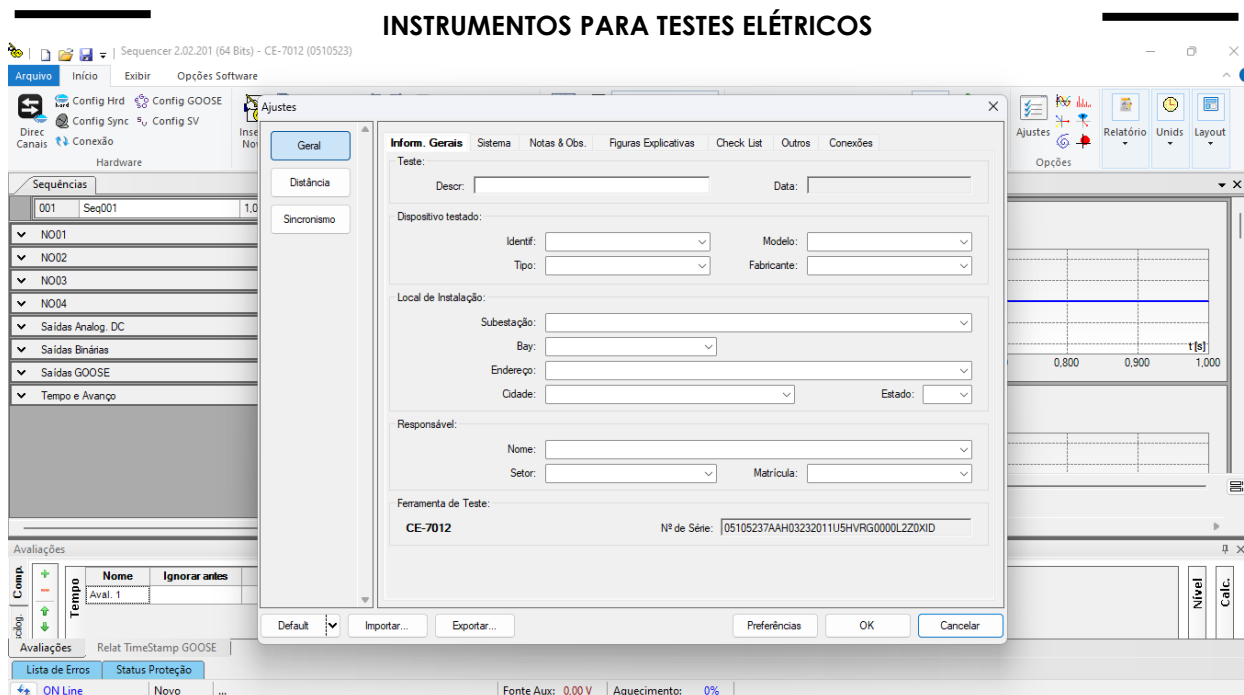 INSTRUMENTOS PARA TESTES ELÉTRICOS
Sequencer 2.02.201 (64 Bits) - CE-7012 (0510523)
Arquivo Início Exibir Opções Software
Config Hrd Config GOOSE
Config Sync Config SV
Direc Canais Conexão
Hardware
Ajustes
Relatório Unids Layout
Opções
Sequências
001 Seq001
NO01
NO02
NO03
NO04
Saídas Analog. DC
Saídas Binárias
Saídas GOOSE
Tempo e Avanço
Ajustes
Geral
Distância
Sincronismo
Inform. Gerais Sistema Notas & Obs. Figuras Explicativas Check List Outros Conexões
Teste:
Descr: Data:
Dispositivo testado:
Identif: Modelo:
Tipo: Fabricante:
Local de Instalação:
Subestação:
Bay:
Endereço:
Cidade: Estado:
Responsável:
Nome:
Setor: Matrícula:
Ferramenta de Teste:
CE-7012 Nº de Série: 05105237AAH03232011U5HVRG0000L2Z0XID
Default Importar... Exportar... Preferências OK Cancelar
t[s]
0,800 0,900 1,000
Avaliações
Comp.
Tempo
Nome Ignorar antes
Aval. 1
Nível
Calc.
Avaliações Relat TimeStamp GOOSE
Lista de Erros Status Proteção
ON Line Novo ... Fonte Aux: 0.00 V Aquecimento: 0%